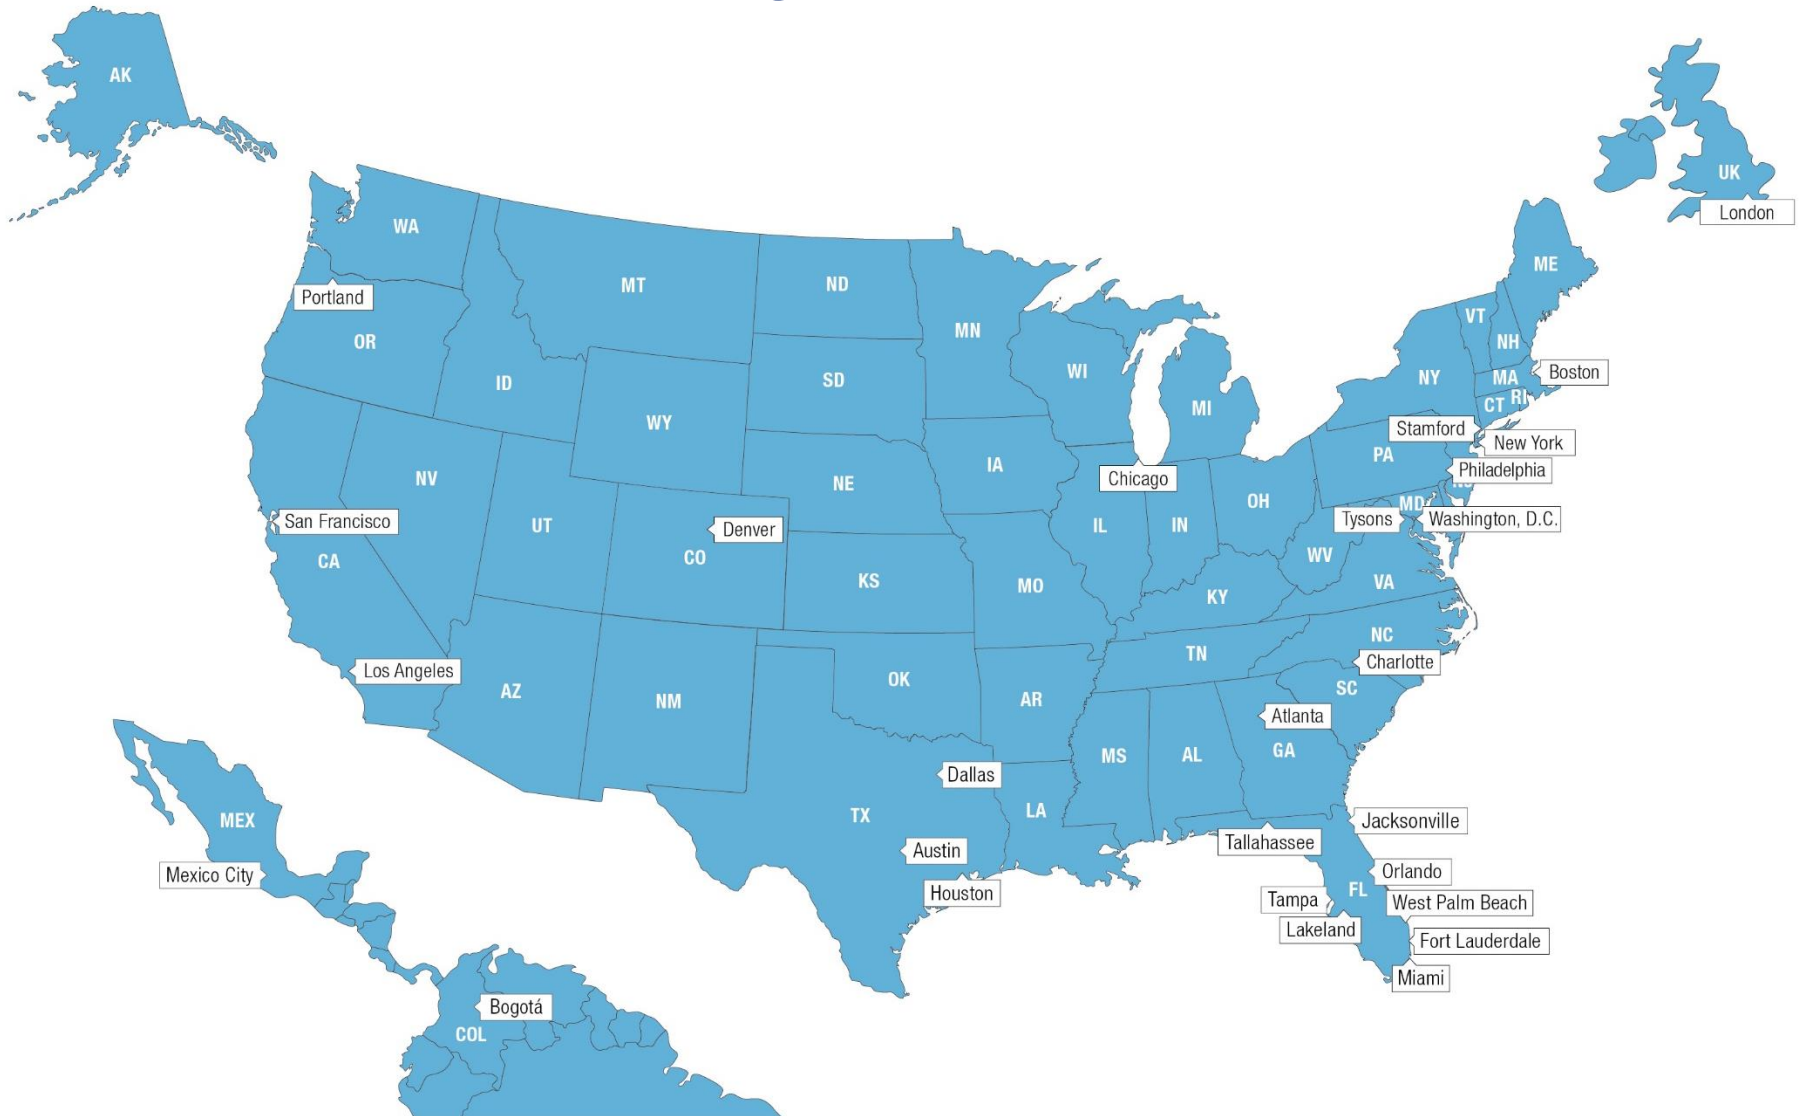 AK
UK
London
WA
ME
Portland
MT
ND
VT
MN
OR
NH
WI
Boston
NY
MA
ID
SD
RI
CT
MI
WY
Stamford
New York
PA
IA
Philadelphia
Chicago
NV
NE
OH
MD
San Francisco
Tysons
Washington, D.C.
UT
Denver
IL
IN
CO
WV
CA
KS
MO
VA
KY
NC
TN
Charlotte
Los Angeles
OK
SC
AZ
NM
AR
Atlanta
GA
MS
AL
Dallas
LA
TX
MEX
Jacksonville
Tallahassee
Austin
Orlando
Mexico City
FL
Houston
Tampa
West Palm Beach
Lakeland
Fort Lauderdale
Miami
Bogotá
COL